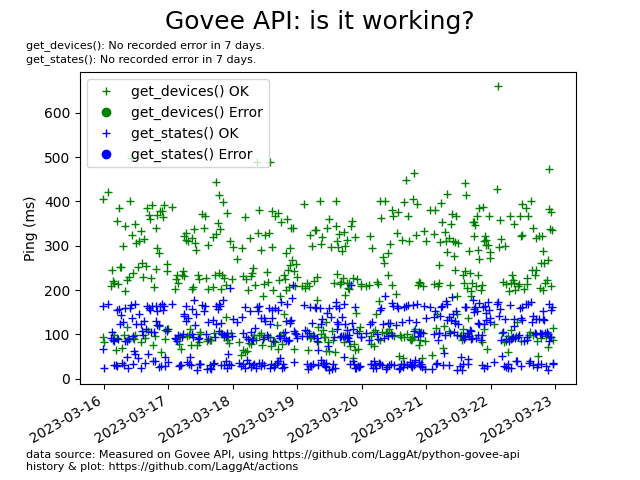 Govee API: is it working?
get_devices(): No recorded error in 7 days.
get_states(): No recorded error in 7 days.
get_devices() OK
get_devices() Error
get_states() OK
get_states() Error
Ping (ms)
600
500
400
300
200
100
0
2023-03-16
2023-03-17
2023-03-18
2023-03-19
2023-03-20
2023-03-21
2023-03-22
2023-03-23
data source: Measured on Govee API, using https://github.com/LaggAt/python-govee-api
history & plot: https://github.com/LaggAt/actions